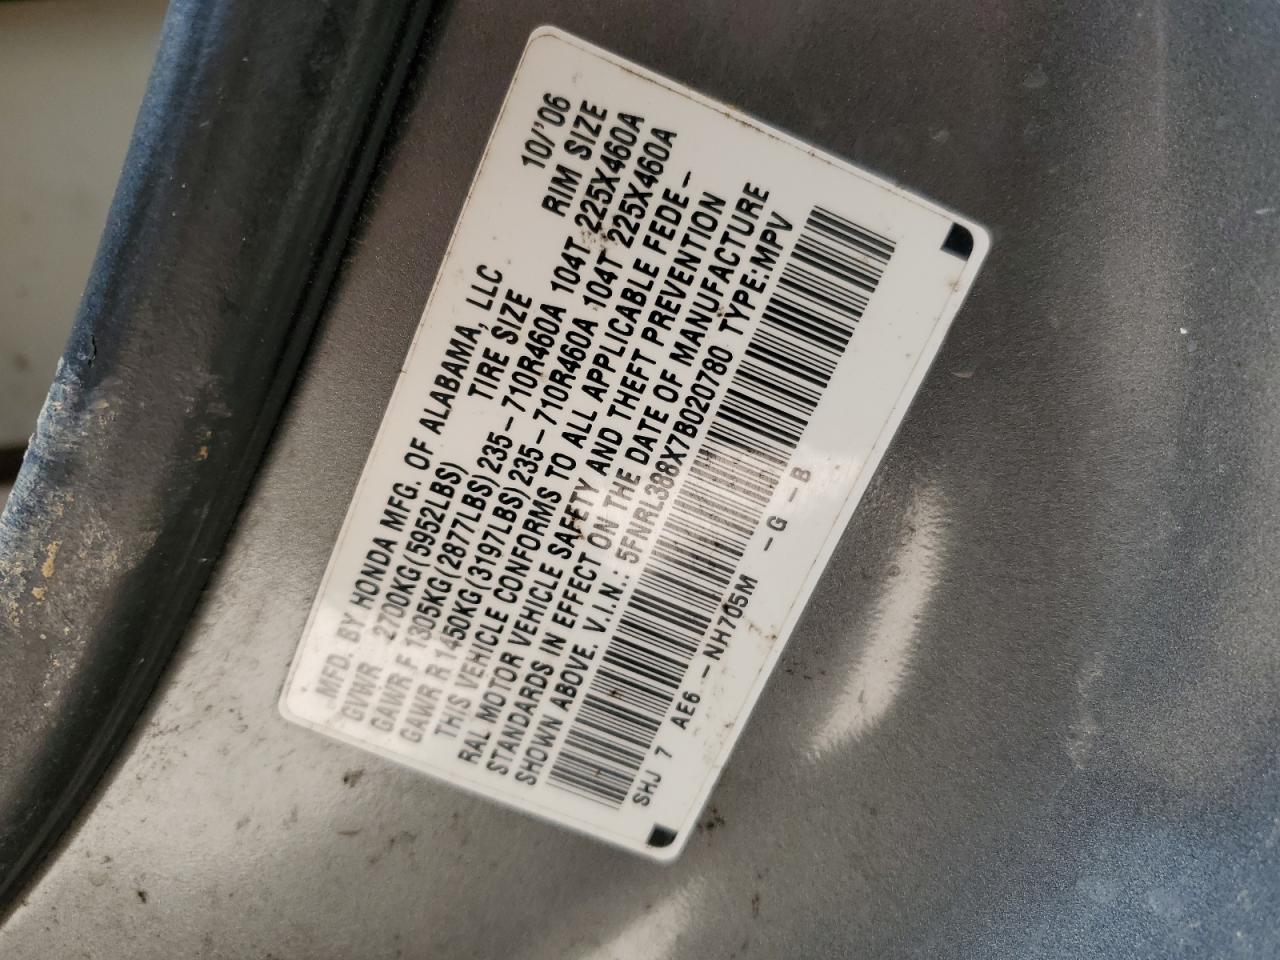 MFD. BY HONDA MFG. OF ALABAMA, LLC 10/'06
GVWR 2700KG(5952LBS) TIRE SIZE RIM SIZE
GAWR F 1305KG(2877LBS) 235-710R460A 104T 225X460A
GAWR R 1450KG(3197LBS) 235-710R460A 104T 225X460A
THIS VEHICLE CONFORMS TO ALL APPLICABLE FEDE-
RAL MOTOR VEHICLE SAFETY AND THEFT PREVENTION
STANDARDS IN EFFECT ON THE DATE OF MANUFACTURE
SHOWN ABOVE. V.I.N.: 5FNRL388X7B020780 TYPE:MPV
SHJ 7 AE6 - NH705M - G - B